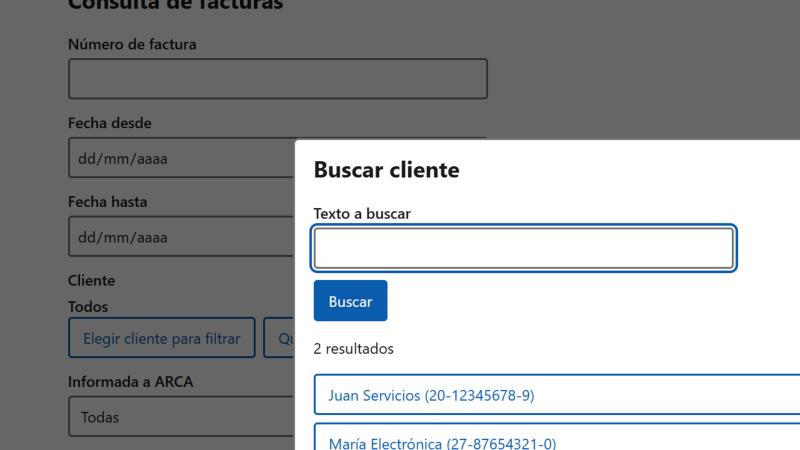 Consulta de facturas
Número de factura
Fecha desde
dd/mm/aaaa
Fecha hasta
dd/mm/aaaa
Cliente
Todos
Elegir cliente para filtrar
Informada a ARCA
Todas
Buscar cliente
Texto a buscar
Buscar
2 resultados
Juan Servicios (20-12345678-9)
María Electrónica (27-87654321-0)